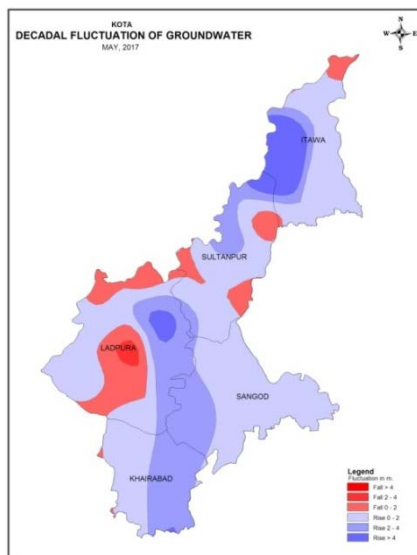 KOTA
DECADAL FLUCTUATION OF GROUNDWATER
MAY, 2017
N
W E
S
ITAWA
SULTANPUR
LADPURA
SANGOD
KHAIRABAD
Legend
Fluctuation in m.
Fall > 4
Fall 2 - 4
Fall 0 - 2
Rise 0 - 2
Rise 2 - 4
Rise > 4